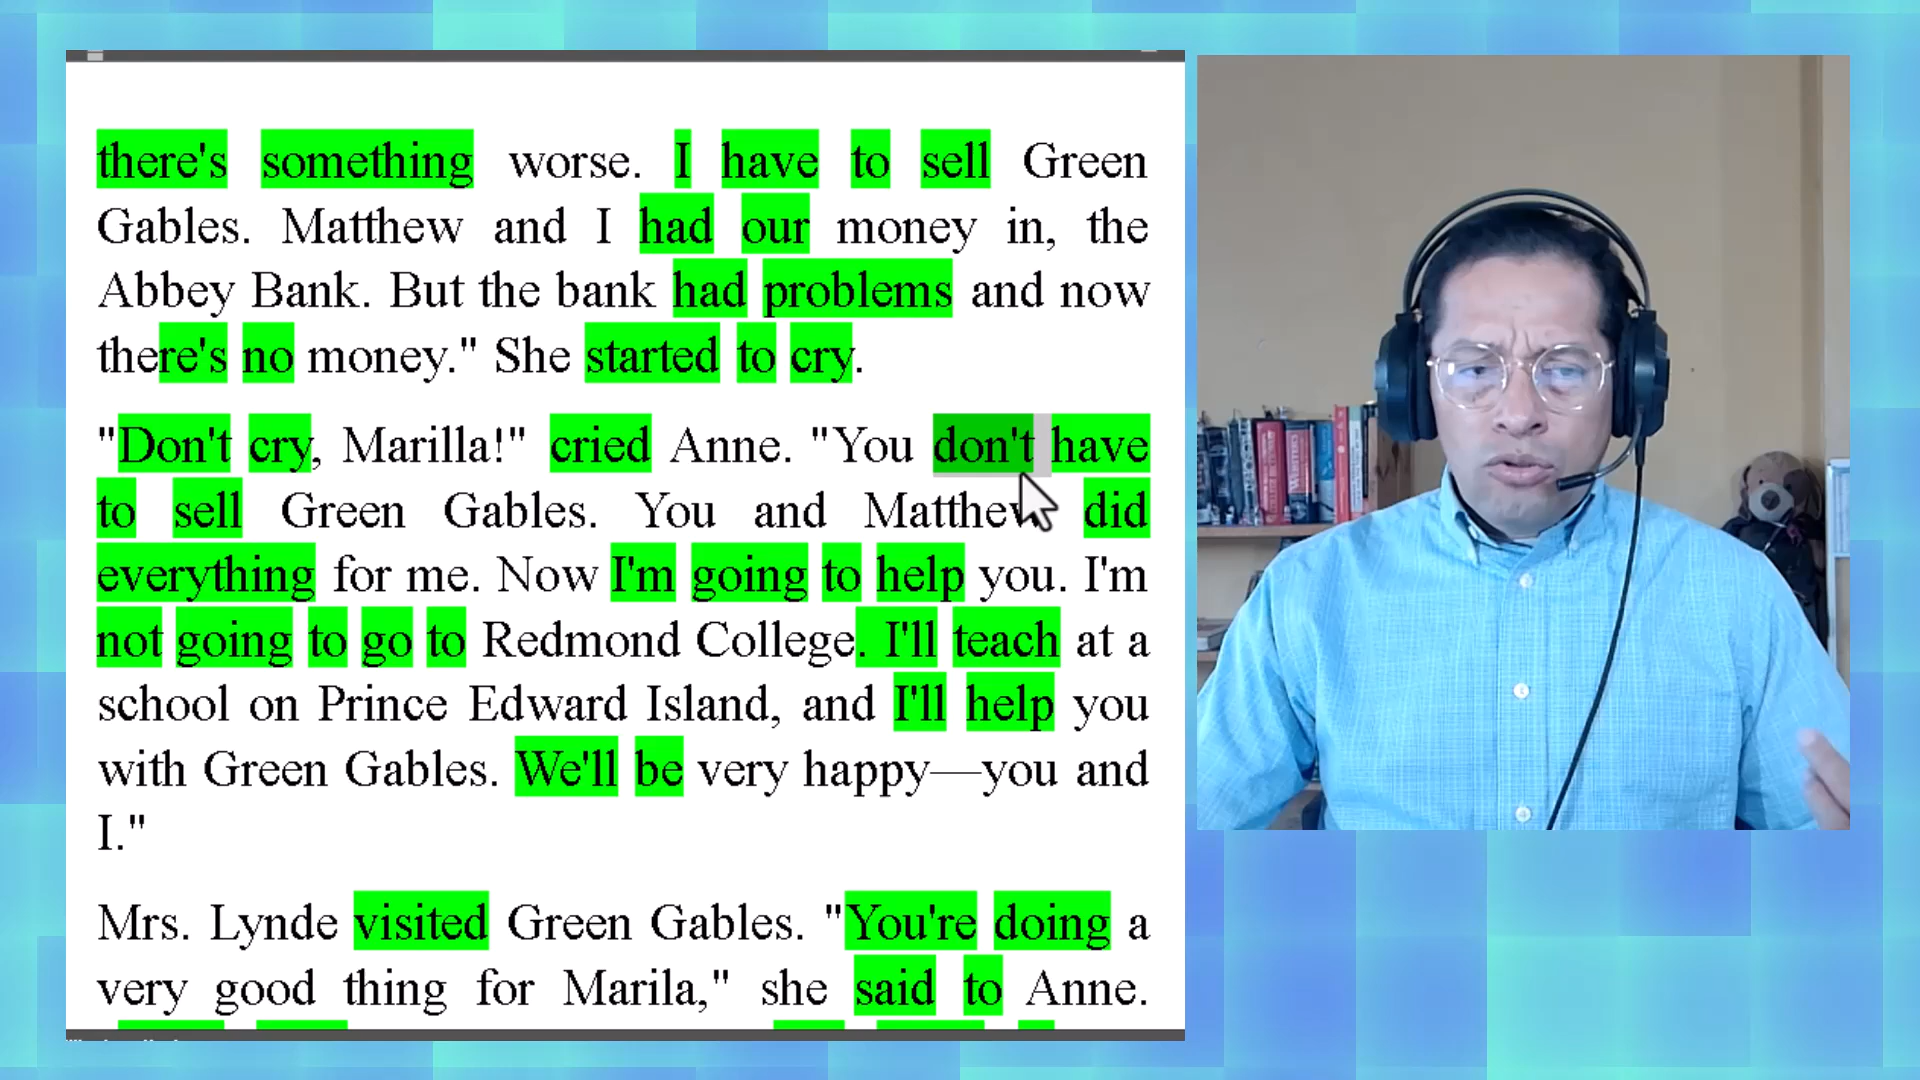 there's something worse. I have to sell Green
Gables. Matthew and I had our money in, the
Abbey Bank. But the bank had problems and now
there's no money." She started to cry.
"Don't cry, Marilla!" cried Anne. "You don't have
to sell Green Gables. You and Matthew did
everything for me. Now I'm going to help you. I'm
not going to go to Redmond College. I'll teach at a
school on Prince Edward Island, and I'll help you
with Green Gables. We'll be very happy—you and
I."
Mrs. Lynde visited Green Gables. "You're doing a
very good thing for Marila," she said to Anne.